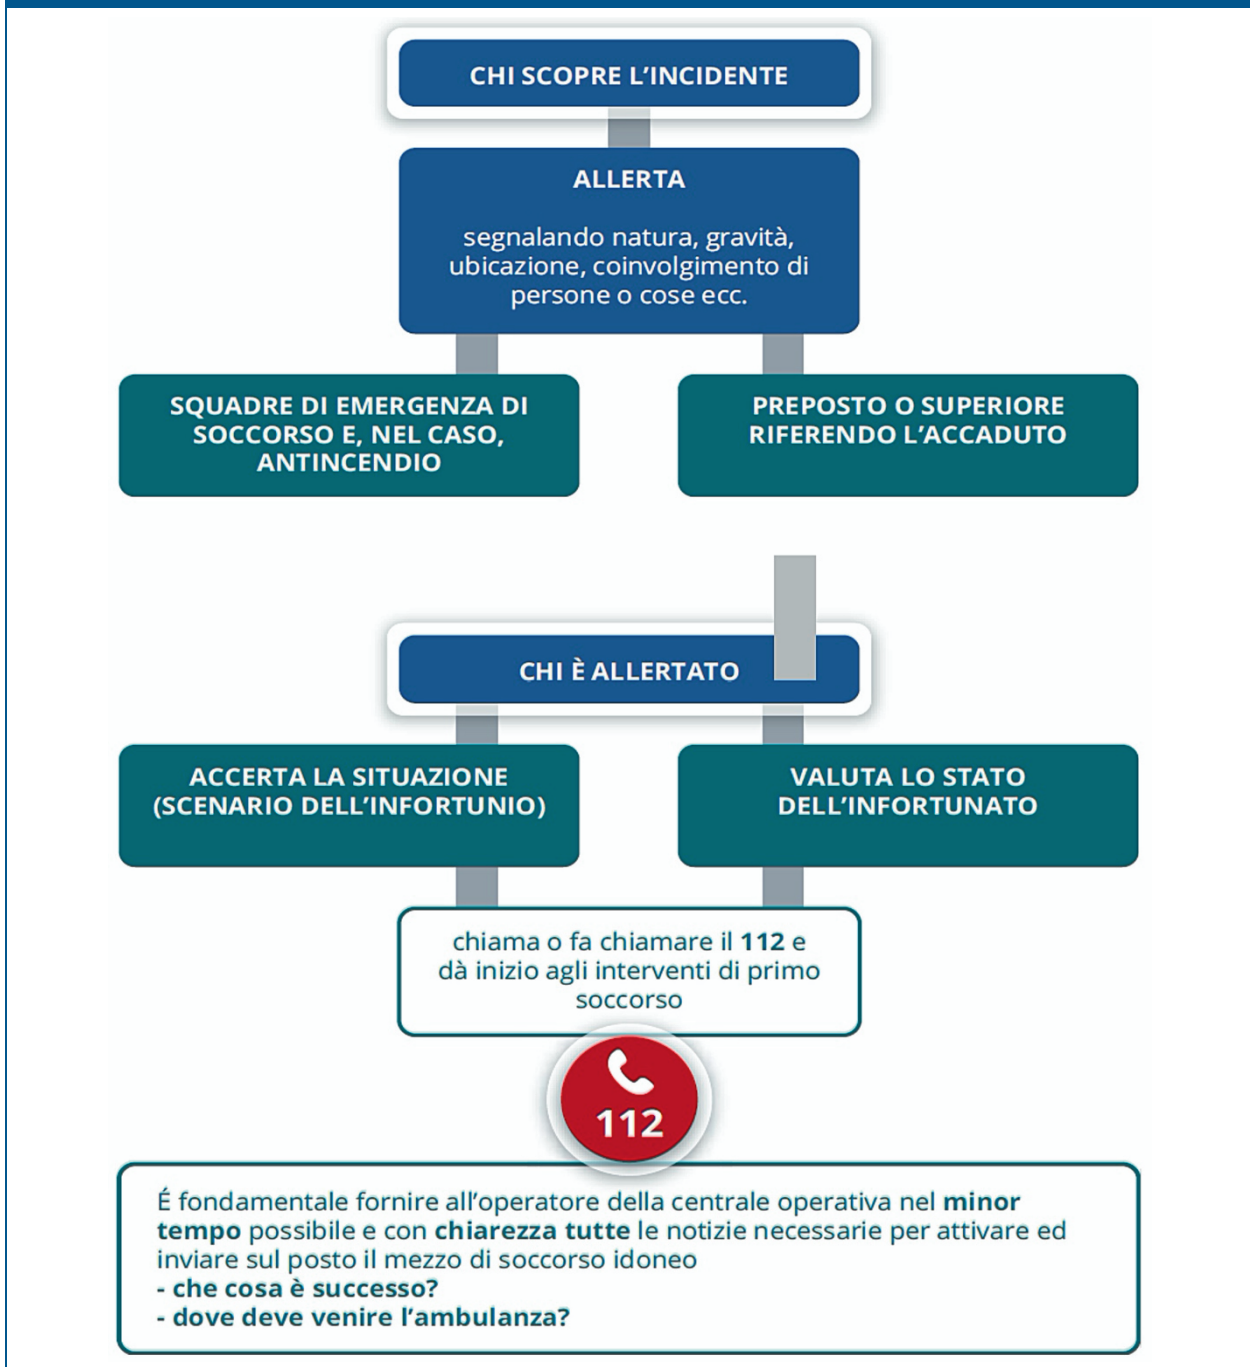 CHI SCOPRE L'INCIDENTE
ALLERTA
segnalando natura, gravità,
ubicazione, coinvolgimento di
persone o cose ecc.
SQUADRE DI EMERGENZA DI
SOCCORSO E, NEL CASO,
ANTINCENDIO
PREPOSTO O SUPERIORE
RIFERENDO L'ACCADUTO
CHI È ALLERTATO
ACCERTA LA SITUAZIONE
(SCENARIO DELL'INFORTUNIO)
VALUTA LO STATO
DELL'INFORTUNATO
chiama o fa chiamare il 112 e
dà inizio agli interventi di primo
soccorso
112
É fondamentale fornire all'operatore della centrale operativa nel minor
tempo possibile e con chiarezza tutte le notizie necessarie per attivare ed
inviare sul posto il mezzo di soccorso idoneo
- che cosa è successo?
- dove deve venire l'ambulanza?